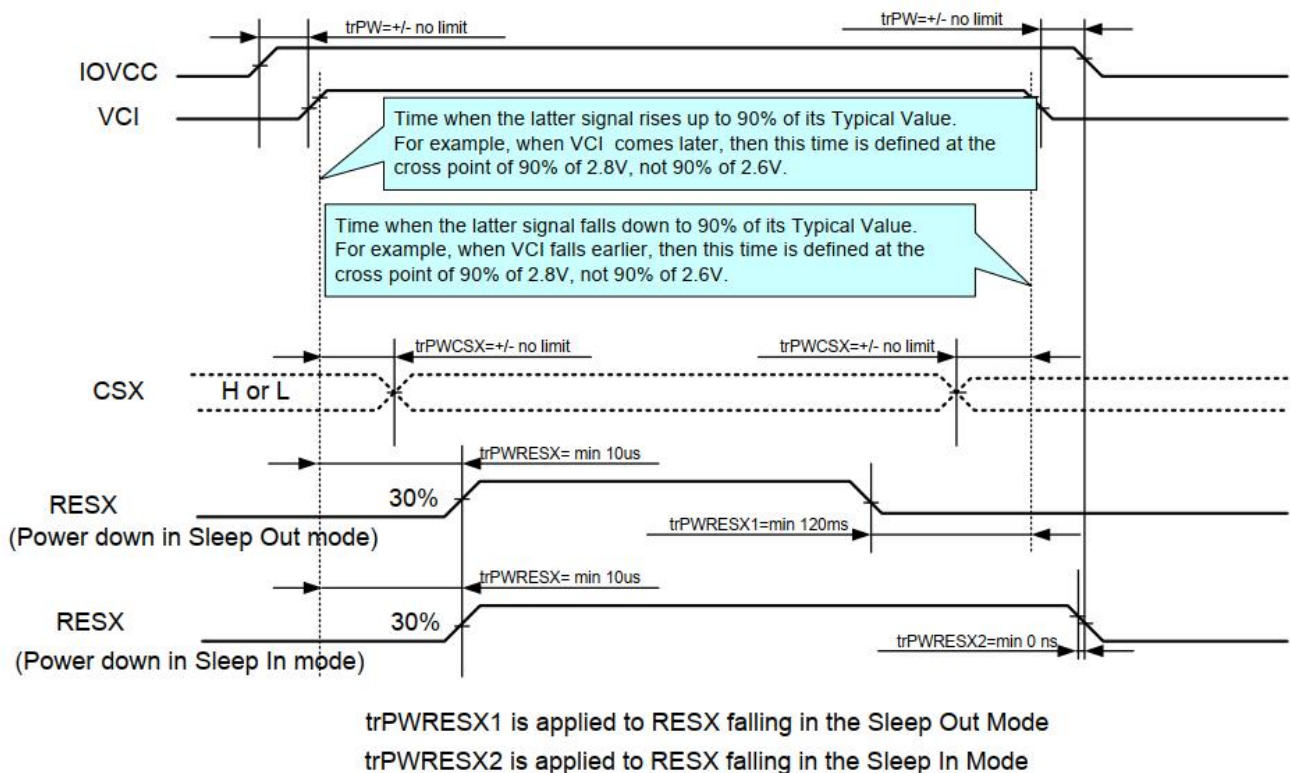 trPW=+/- no limit
trPW=+/- no limit
IOVCC
VCI
Time when the latter signal rises up to 90% of its Typical Value.
For example, when VCI comes later, then this time is defined at the
cross point of 90% of 2.8V, not 90% of 2.6V.
Time when the latter signal falls down to 90% of its Typical Value.
For example, when VCI falls earlier, then this time is defined at the
cross point of 90% of 2.8V, not 90% of 2.6V.
trPWCSX=+/- no limit
trPWCSX=+/- no limit
CSX
H or L
trPWRESX= min 10us
RESX
30%
(Power down in Sleep Out mode)
trPWRESX1=min 120ms
trPWRESX= min 10us
RESX
30%
(Power down in Sleep In mode)
trPWRESX2=min 0 ns
trPWRESX1 is applied to RESX falling in the Sleep Out Mode
trPWRESX2 is applied to RESX falling in the Sleep In Mode